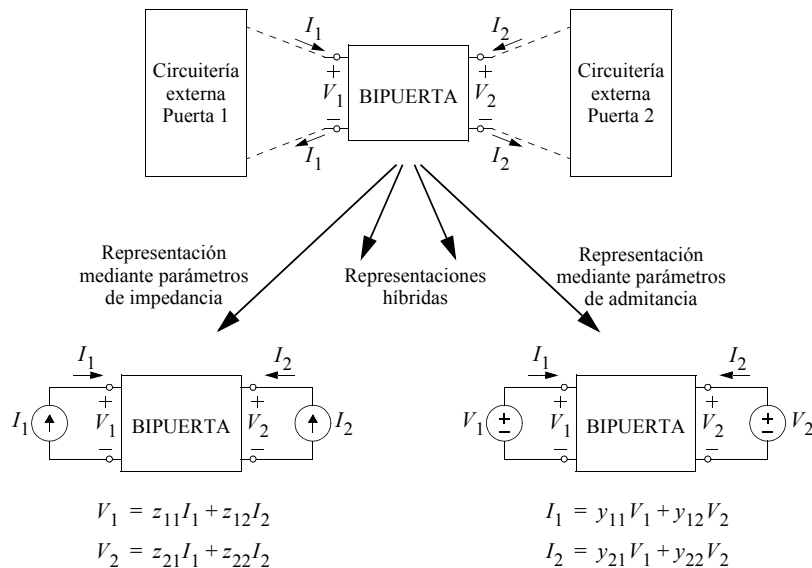 I1
I2
Circuitería
externa
Puerta 1
+
V1
−
BIPUERTA
+
V2
−
Circuitería
externa
Puerta 2
I1
I2
Representación
mediante parámetros
de impedancia
Representaciones
híbridas
Representación
mediante parámetros
de admitancia
I1
I2
I1
+
V1
−
BIPUERTA
+
V2
−
I2
I1
I2
V1
+
−
+
V1
−
BIPUERTA
+
V2
−
+
−
V2
V1 = z11I1 + z12I2
V2 = z21I1 + z22I2
I1 = y11V1 + y12V2
I2 = y21V1 + y22V2